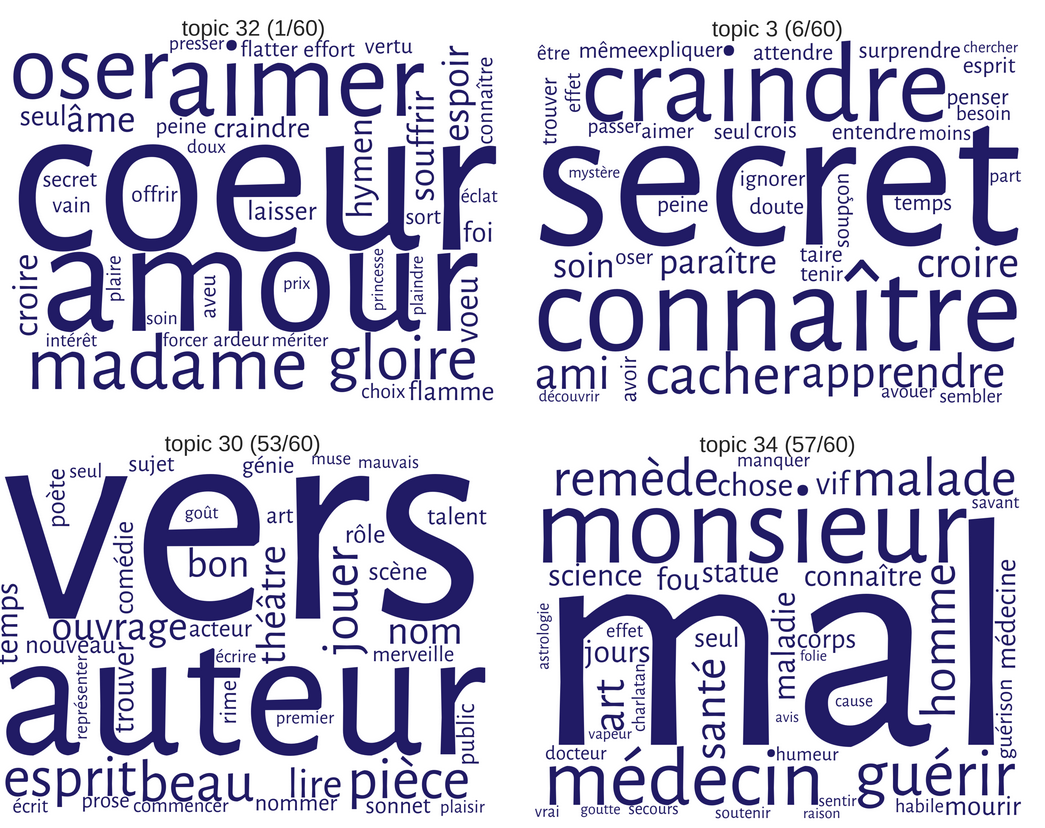 topic 32 (1/60)
presser flatter effort vertu
oser aimer espoir connaître
seul âme peine craindre souffrir
doux hymen
coeur
secret offrir laisser éclat
vain sort foi
croire amour voeu
plaire aveu prix princesse plaindre
soin
intérêt forcer ardeur mériter
madame gloire
choix flamme
topic 3 (6/60)
être même expliquer attendre surprendre chercher
trouver effet craindre esprit
penser besoin
passer aimer seul crois entendre moins
secret
mystère ignorer soupçon part
peine doute temps
soin oser paraître taire tenir croire
connaître
ami avoir cacher apprendre
découvrir avouer sembler
topic 30 (53/60)
poète seul sujet génie muse mauvais
vers
goût art rôle talent
comédie bon théâtre jouer scène
temps ouvrage acteur nom
nouveau écrire merveille
auteur
représenter trouver rime premier public
esprit beau lire pièce
écrit prose commencer nommer sonnet plaisir
topic 34 (57/60)
remède manquer chose vif malade
monsieur savant
science fou statue connaître
mal
astrologie effet seul maladie corps homme médecine
jours folie
art charlatan santé cause guérison
vapeur avis
docteur humeur
médecin guérir
sentir
vrai goutte secours soutenir raison habile mourir